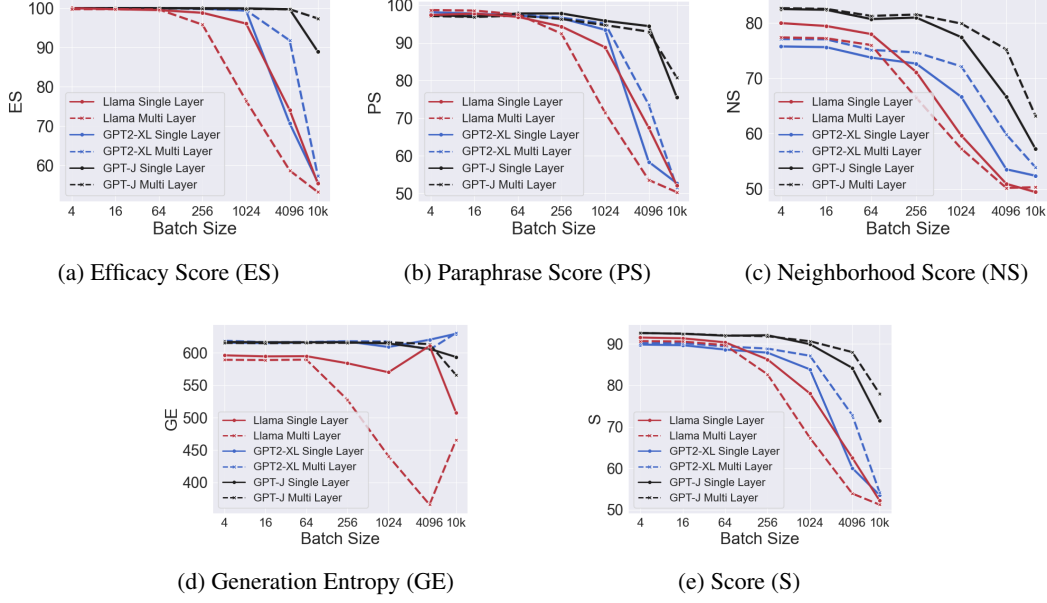 100
90
80
70
60
ES
Llama Single Layer
Llama Multi Layer
GPT2-XL Single Layer
GPT2-XL Multi Layer
GPT-J Single Layer
GPT-J Multi Layer
4 16 64 256 1024 4096 10k
Batch Size
(a) Efficacy Score (ES)
100
90
80
70
60
50
PS
Llama Single Layer
Llama Multi Layer
GPT2-XL Single Layer
GPT2-XL Multi Layer
GPT-J Single Layer
GPT-J Multi Layer
4 16 64 256 1024 4096 10k
Batch Size
(b) Paraphrase Score (PS)
80
70
60
50
NS
Llama Single Layer
Llama Multi Layer
GPT2-XL Single Layer
GPT2-XL Multi Layer
GPT-J Single Layer
GPT-J Multi Layer
4 16 64 256 1024 4096 10k
Batch Size
(c) Neighborhood Score (NS)
600
550
500
450
400
GE
Llama Single Layer
Llama Multi Layer
GPT2-XL Single Layer
GPT2-XL Multi Layer
GPT-J Single Layer
GPT-J Multi Layer
4 16 64 256 1024 4096 10k
Batch Size
(d) Generation Entropy (GE)
90
80
70
60
50
S
Llama Single Layer
Llama Multi Layer
GPT2-XL Single Layer
GPT2-XL Multi Layer
GPT-J Single Layer
GPT-J Multi Layer
4 16 64 256 1024 4096 10k
Batch Size
(e) Score (S)